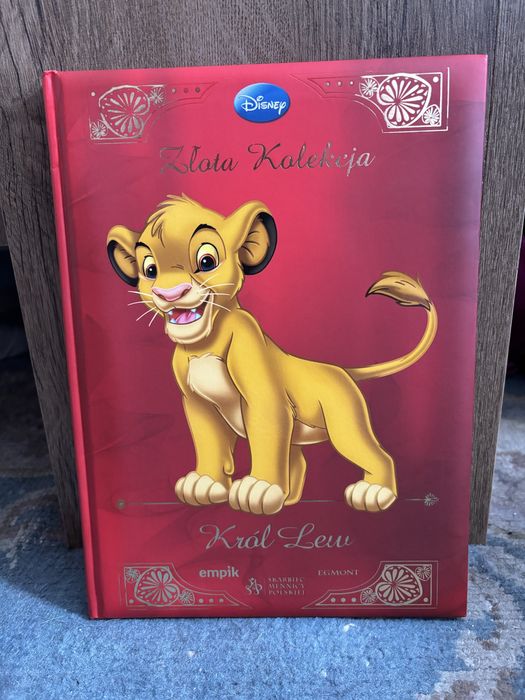 Disney
Złota Kolekcja
Król Lew
empik
SKARBIEC
MENNICY
POLSKIEJ
EGMONT